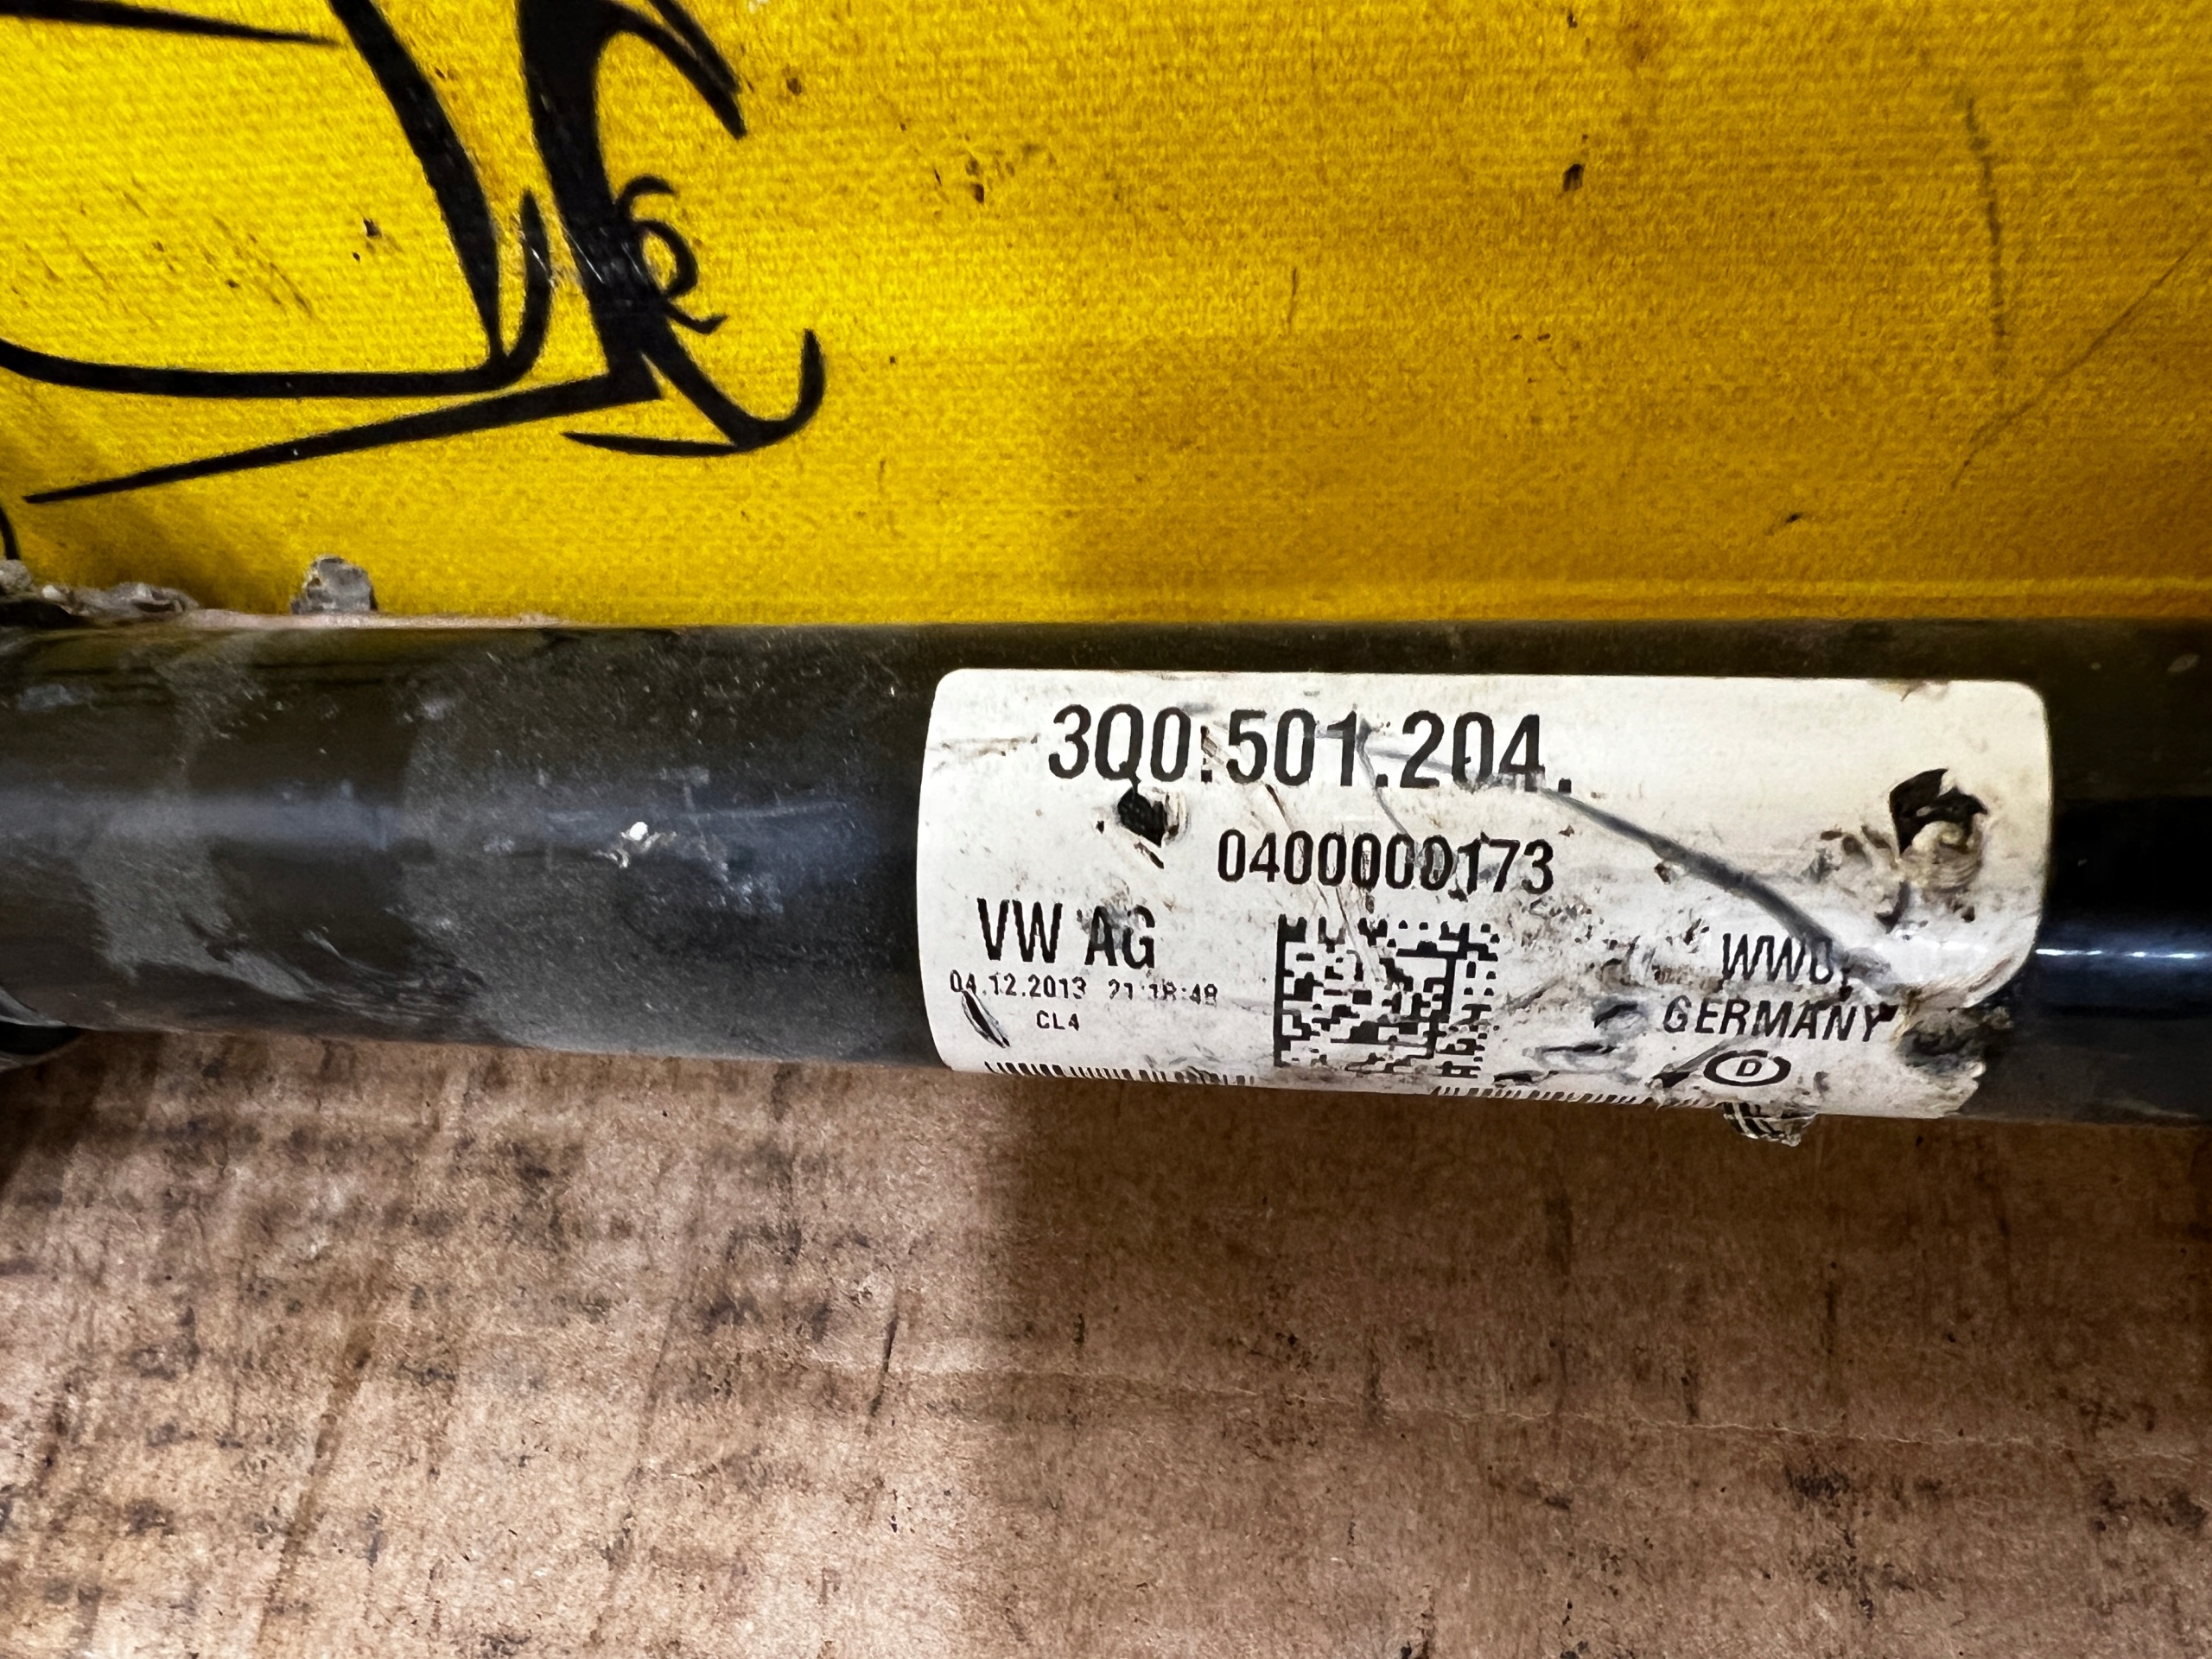 3Q0.501.204.
0400000173
VW AG
04.12.2013 21:18:48
CL4
GERMANY
D